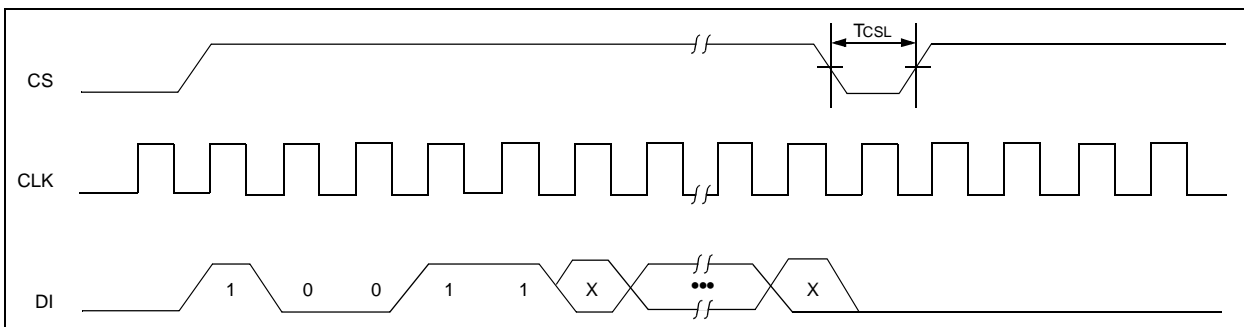 TCSL
CS
CLK
DI 1 0 0 1 1 X ••• X